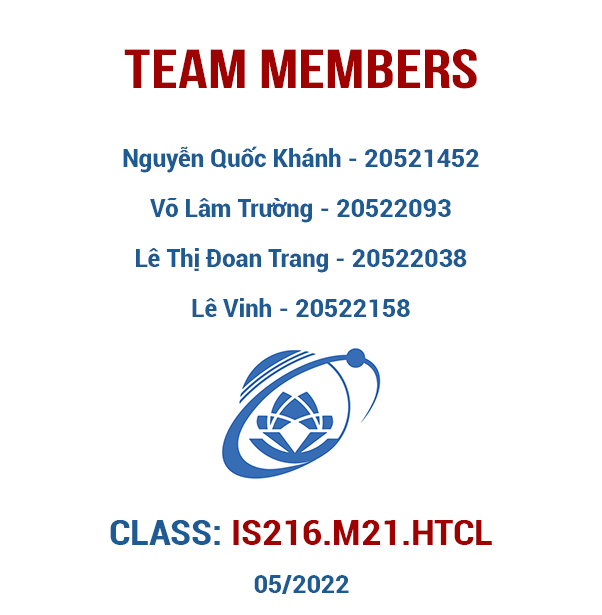 TEAM MEMBERS
Nguyễn Quốc Khánh - 20521452
Võ Lâm Trường - 20522093
Lê Thị Đoan Trang - 20522038
Lê Vinh - 20522158
CLASS: IS216.M21.HTCL
05/2022